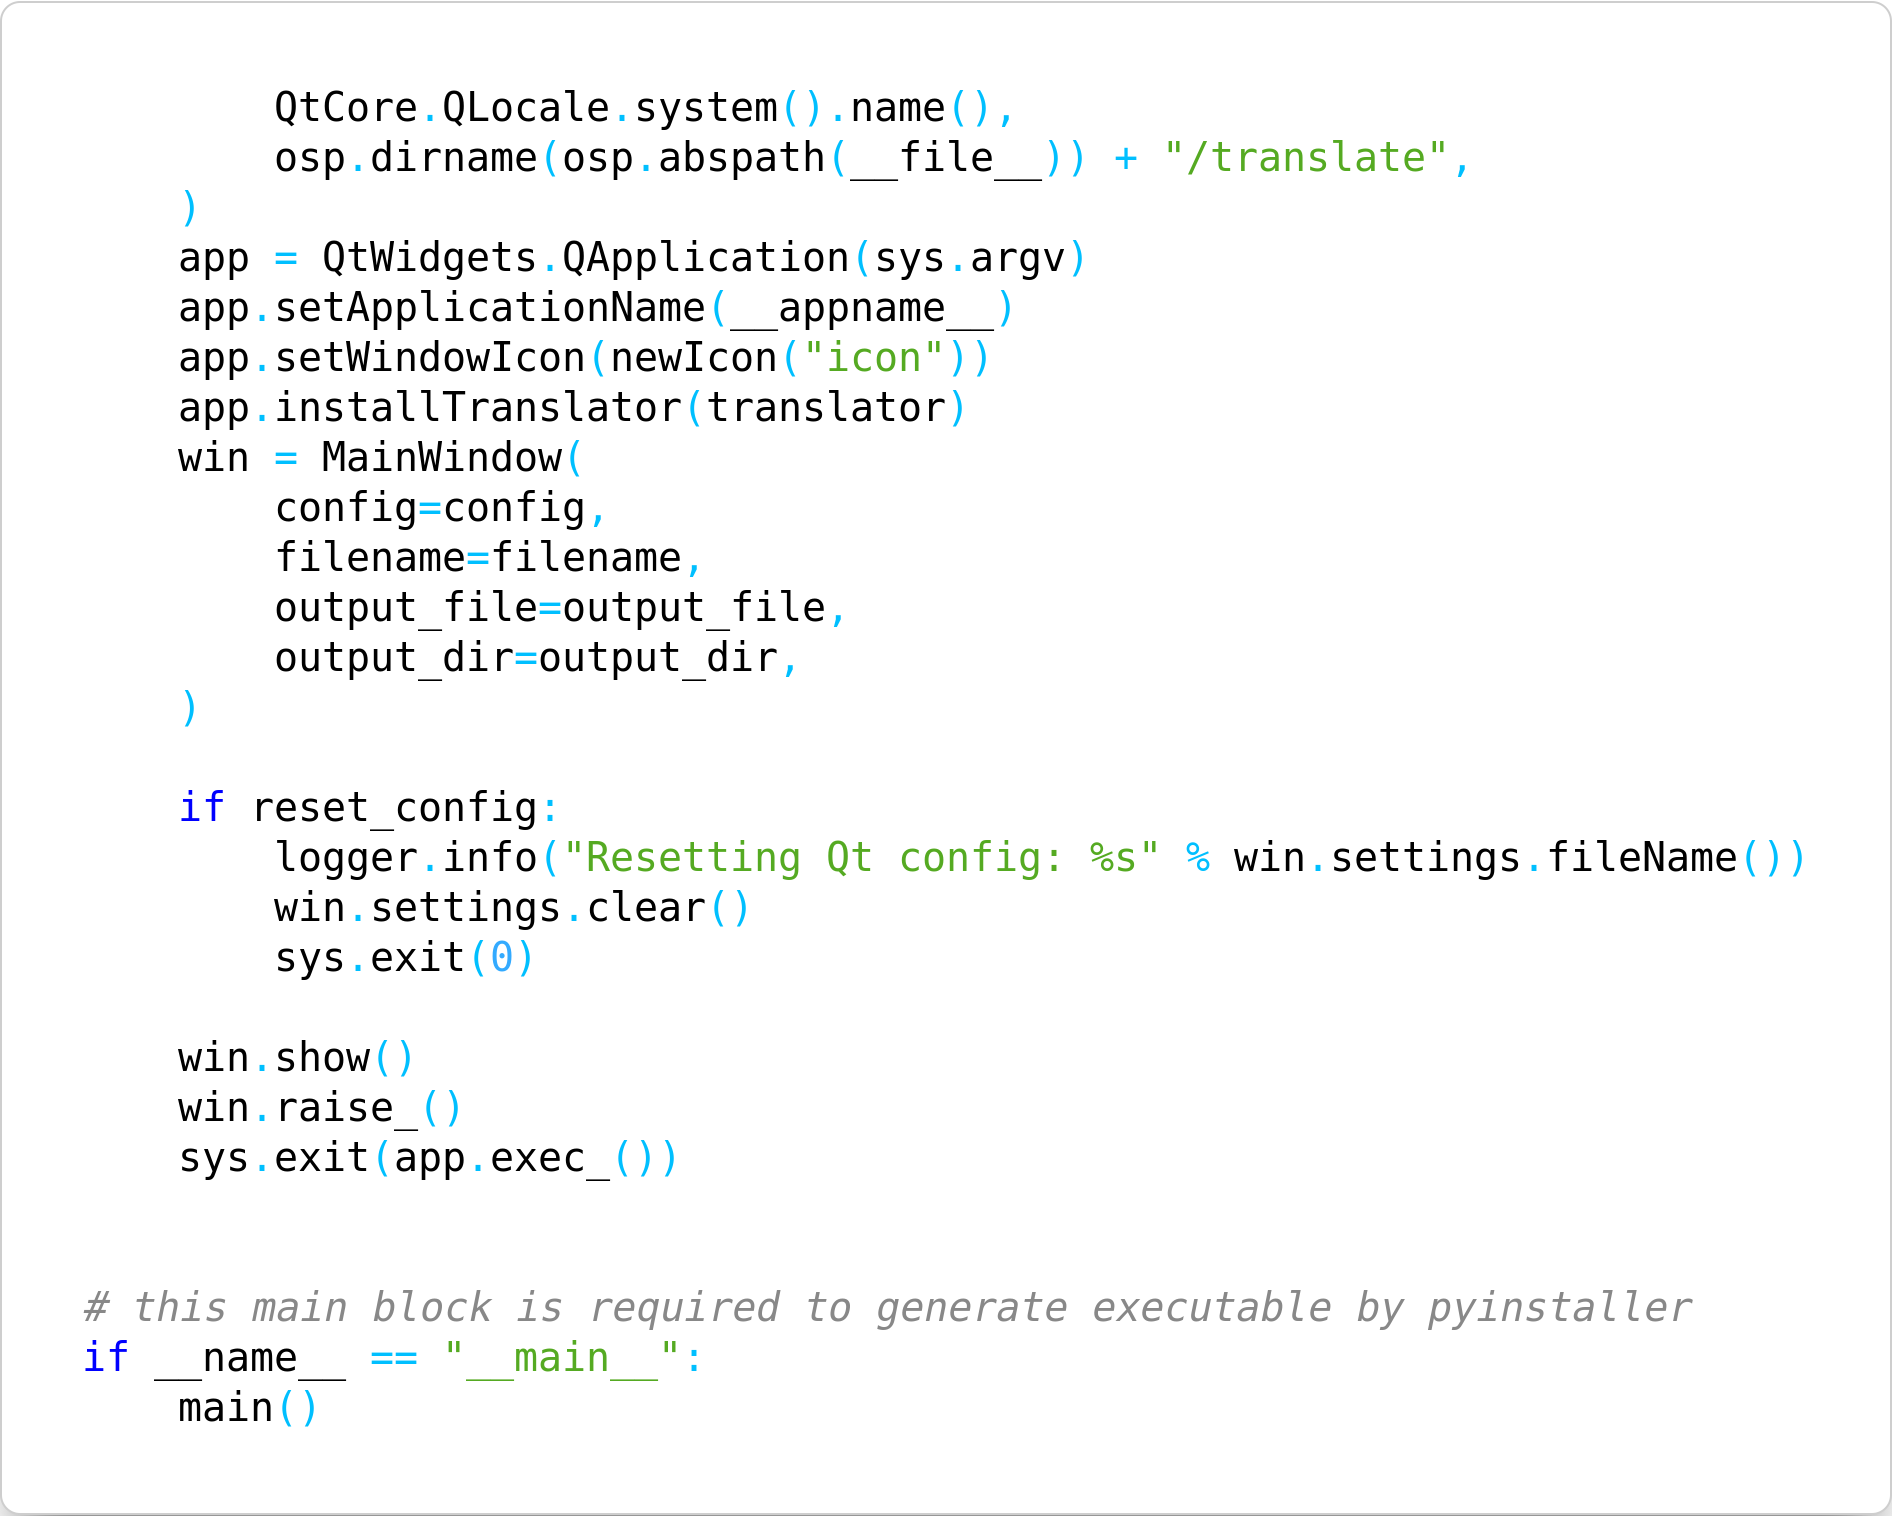 QtCore.QLocale.system().name(),
        osp.dirname(osp.abspath(__file__)) + "/translate",
    )
    app = QtWidgets.QApplication(sys.argv)
    app.setApplicationName(__appname__)
    app.setWindowIcon(newIcon("icon"))
    app.installTranslator(translator)
    win = MainWindow(
        config=config,
        filename=filename,
        output_file=output_file,
        output_dir=output_dir,
    )

    if reset_config:
        logger.info("Resetting Qt config: %s" % win.settings.fileName())
        win.settings.clear()
        sys.exit(0)

    win.show()
    win.raise_()
    sys.exit(app.exec_())


# this main block is required to generate executable by pyinstaller
if __name__ == "__main__":
    main()